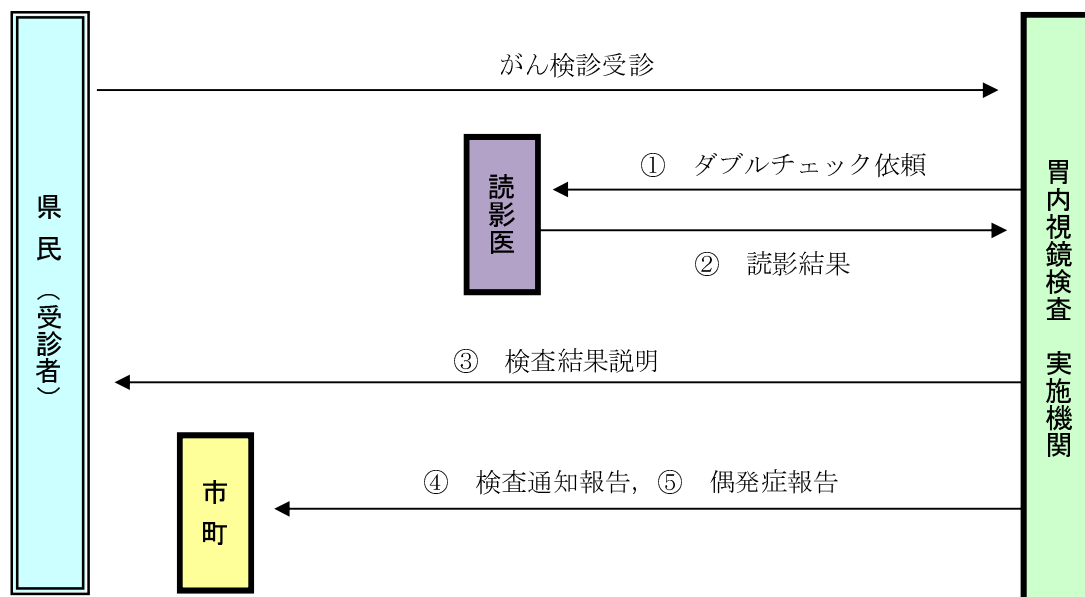 がん検診受診
① ダブルチェック依頼
読影医
② 読影結果
県民(受診者)
胃内視鏡検査 実施機関
③ 検査結果説明
④ 検査通知報告，⑤ 偶発症報告
市町